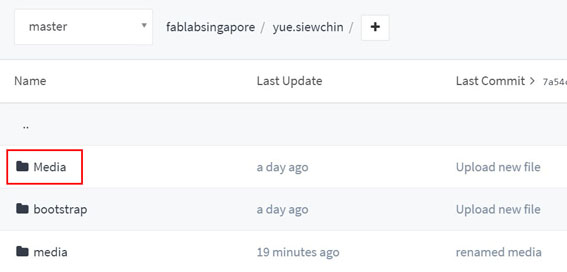 master fablabsingapore / yue.siewchin / +
Name Last Update Last Commit > 7a54
..
Media a day ago Upload new file
bootstrap a day ago Upload new file
media 19 minutes ago renamed media